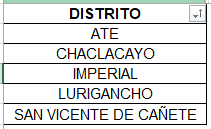 DISTRITO
ATE
CHACLACAYO
IMPERIAL
LURIGANCHO
SAN VICENTE DE CAÑETE